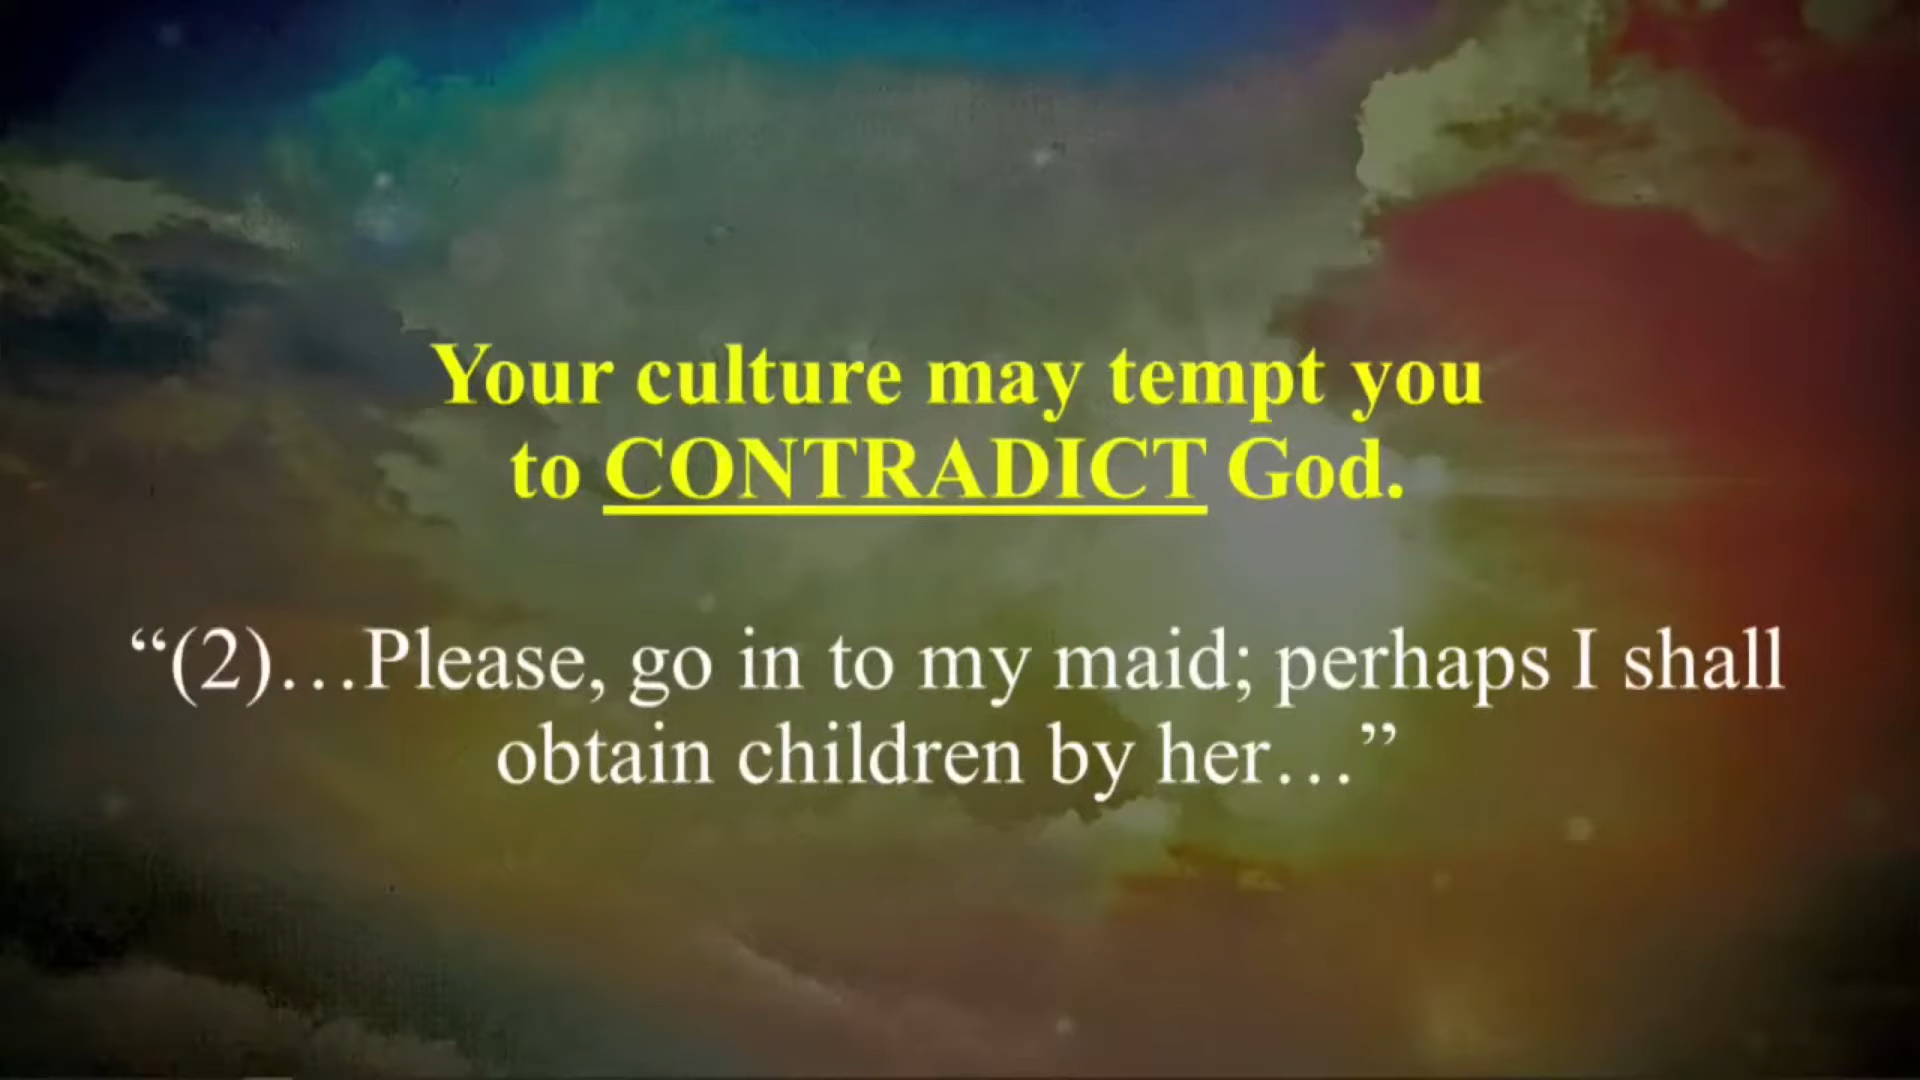 Your culture may tempt you
to CONTRADICT God.
“(2)…Please, go in to my maid; perhaps I shall
obtain children by her…”